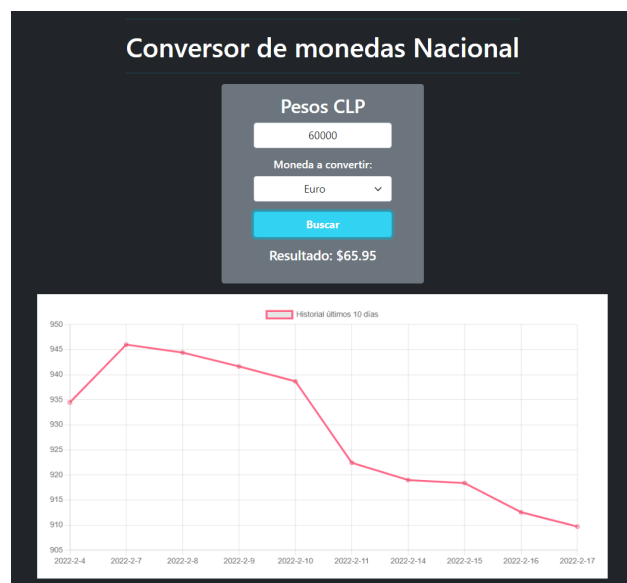 Conversor de monedas Nacional
Pesos CLP
60000
Moneda a convertir:
Euro
Buscar
Resultado: $65.95
Historial últimos 10 días
950
945
940
935
930
925
920
915
910
905
2022-2-4 2022-2-7 2022-2-8 2022-2-9 2022-2-10 2022-2-11 2022-2-14 2022-2-15 2022-2-16 2022-2-17